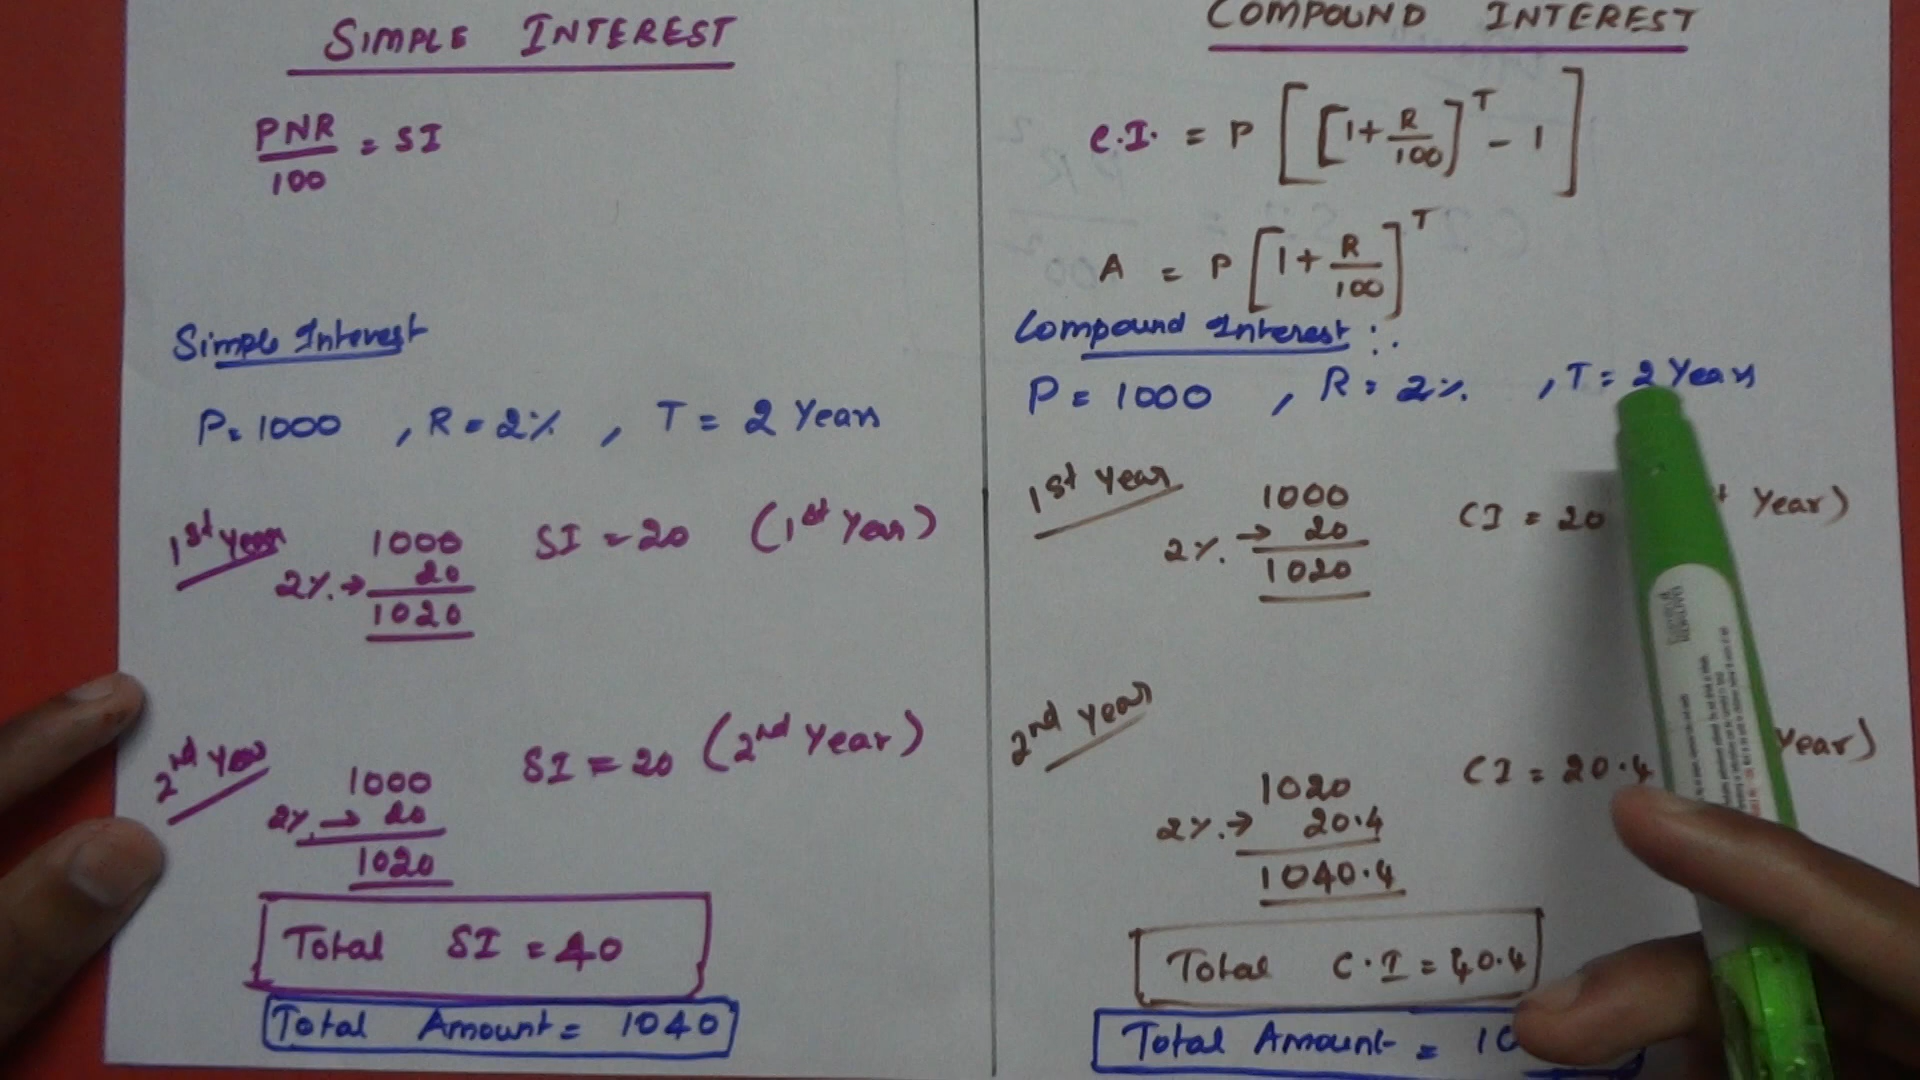 SIMPLE INTEREST
PNR/100 = SI
Simple Interest
P=1000 , R=2% , T = 2 Years
1st year
1000
2% → 20
1020
SI = 20 (1st Year)
2nd year
1000
2% → 20
1020
SI = 20 (2nd Year)
Total SI = 40
Total Amount = 1040
COMPOUND INTEREST
C.I. = P [[1+R/100]^T - 1]
A = P [1+R/100]^T
Compound Interest :
P = 1000 , R = 2% , T = 2 Years
1st year
1000
2% → 20
1020
CI = 20 Year)
2nd year
1020
2% → 20.4
1040.4
CI = 20.4 Year)
Total C.I = 40.4
Total Amount = 10